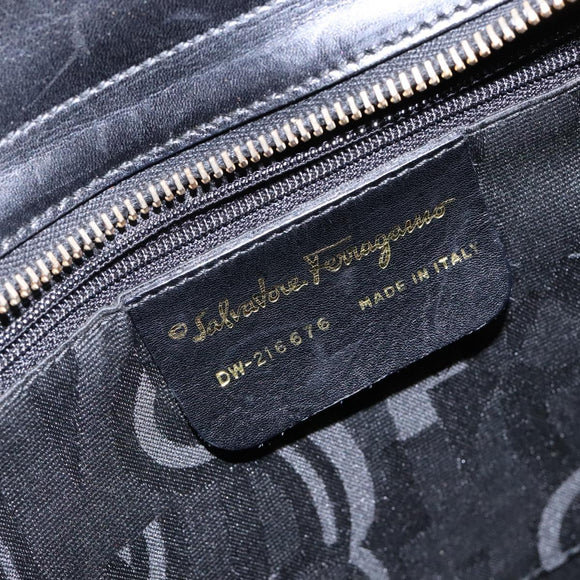 Salvatore Ferragamo
DW-216676 MADE IN ITALY